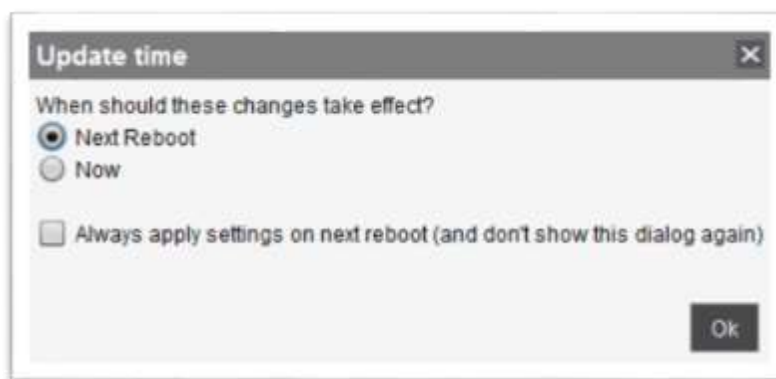 Update time
When should these changes take effect?
Next Reboot
Now
Always apply settings on next reboot (and don't show this dialog again)
Ok